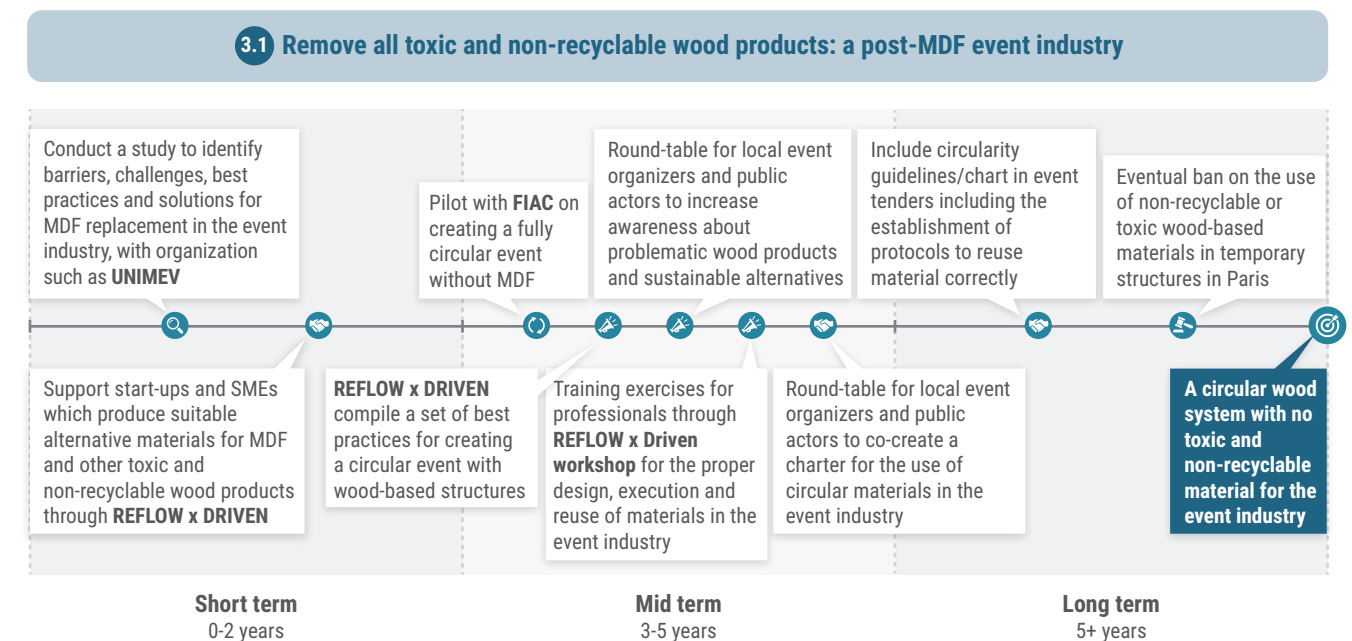 3.1 Remove all toxic and non-recyclable wood products: a post-MDF event industry
Conduct a study to identify
barriers, challenges, best
practices and solutions for
MDF replacement in the event
industry, with organization
such as UNIMEV
Pilot with FIAC on
creating a fully
circular event
without MDF
Round-table for local event
organizers and public
actors to increase
awareness about
problematic wood products
and sustainable alternatives
Include circularity
guidelines/chart in event
tenders including the
establishment of
protocols to reuse
material correctly
Eventual ban on the use
of non-recyclable or
toxic wood-based
materials in temporary
structures in Paris
Support start-ups and SMEs
which produce suitable
alternative materials for MDF
and other toxic and
non-recyclable wood products
through REFLOW x DRIVEN
REFLOW x DRIVEN
compile a set of best
practices for creating
a circular event with
wood-based structures
Training exercises for
professionals through
REFLOW x Driven
workshop for the proper
design, execution and
reuse of materials in the
event industry
Round-table for local event
organizers and public
actors to co-create a
charter for the use of
circular materials in the
event industry
A circular wood
system with no
toxic and
non-recyclable
material for the
event industry
Short term
0-2 years
Mid term
3-5 years
Long term
5+ years